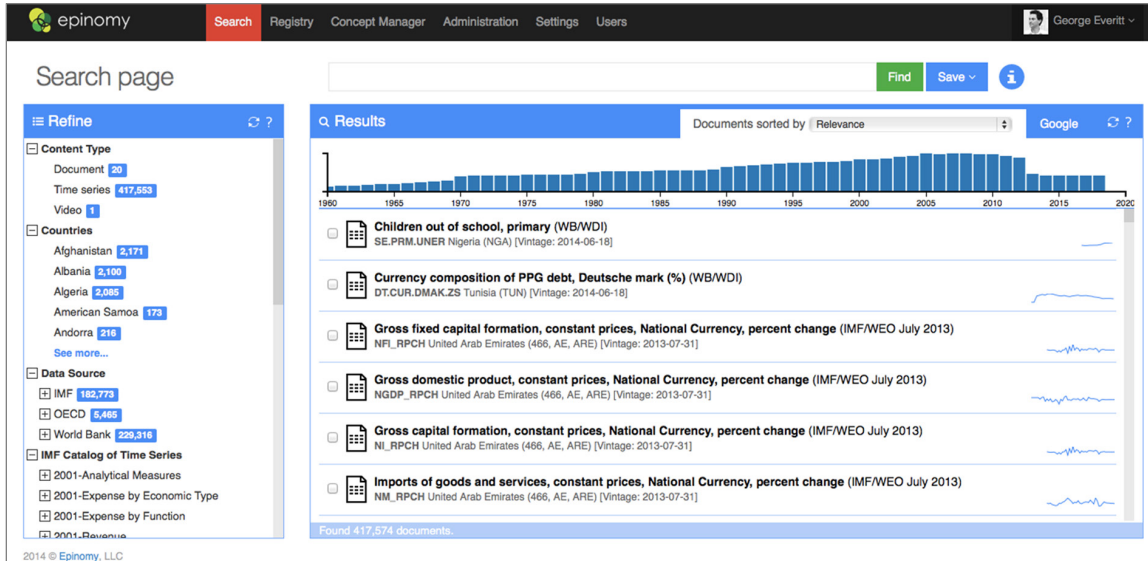 epinomy
Search Registry Concept Manager Administration Settings Users
George Everitt
Search page
Find Save
Refine ?
Content Type
Document 20
Time series 417,553
Video 1
Countries
Afghanistan 2,171
Albania 2,100
Algeria 2,085
American Samoa 173
Andorra 216
See more...
Data Source
IMF 182,773
OECD 5,465
World Bank 229,316
IMF Catalog of Time Series
2001-Analytical Measures
2001-Expense by Economic Type
2001-Expense by Function
2001-Revenue
Results Documents sorted by Relevance Google ?
1960 1965 1970 1975 1980 1985 1990 1995 2000 2005 2010 2015 2020
Children out of school, primary (WB/WDI)
SE.PRM.UNER Nigeria (NGA) [Vintage: 2014-06-18]
Currency composition of PPG debt, Deutsche mark (%) (WB/WDI)
DT.CUR.DMAK.ZS Tunisia (TUN) [Vintage: 2014-06-18]
Gross fixed capital formation, constant prices, National Currency, percent change (IMF/WEO July 2013)
NFI_RPCH United Arab Emirates (466, AE, ARE) [Vintage: 2013-07-31]
Gross domestic product, constant prices, National Currency, percent change (IMF/WEO July 2013)
NGDP_RPCH United Arab Emirates (466, AE, ARE) [Vintage: 2013-07-31]
Gross capital formation, constant prices, National Currency, percent change (IMF/WEO July 2013)
NI_RPCH United Arab Emirates (466, AE, ARE) [Vintage: 2013-07-31]
Imports of goods and services, constant prices, National Currency, percent change (IMF/WEO July 2013)
NM_RPCH United Arab Emirates (466, AE, ARE) [Vintage: 2013-07-31]
Found 417,574 documents.
2014 © Epinomy, LLC